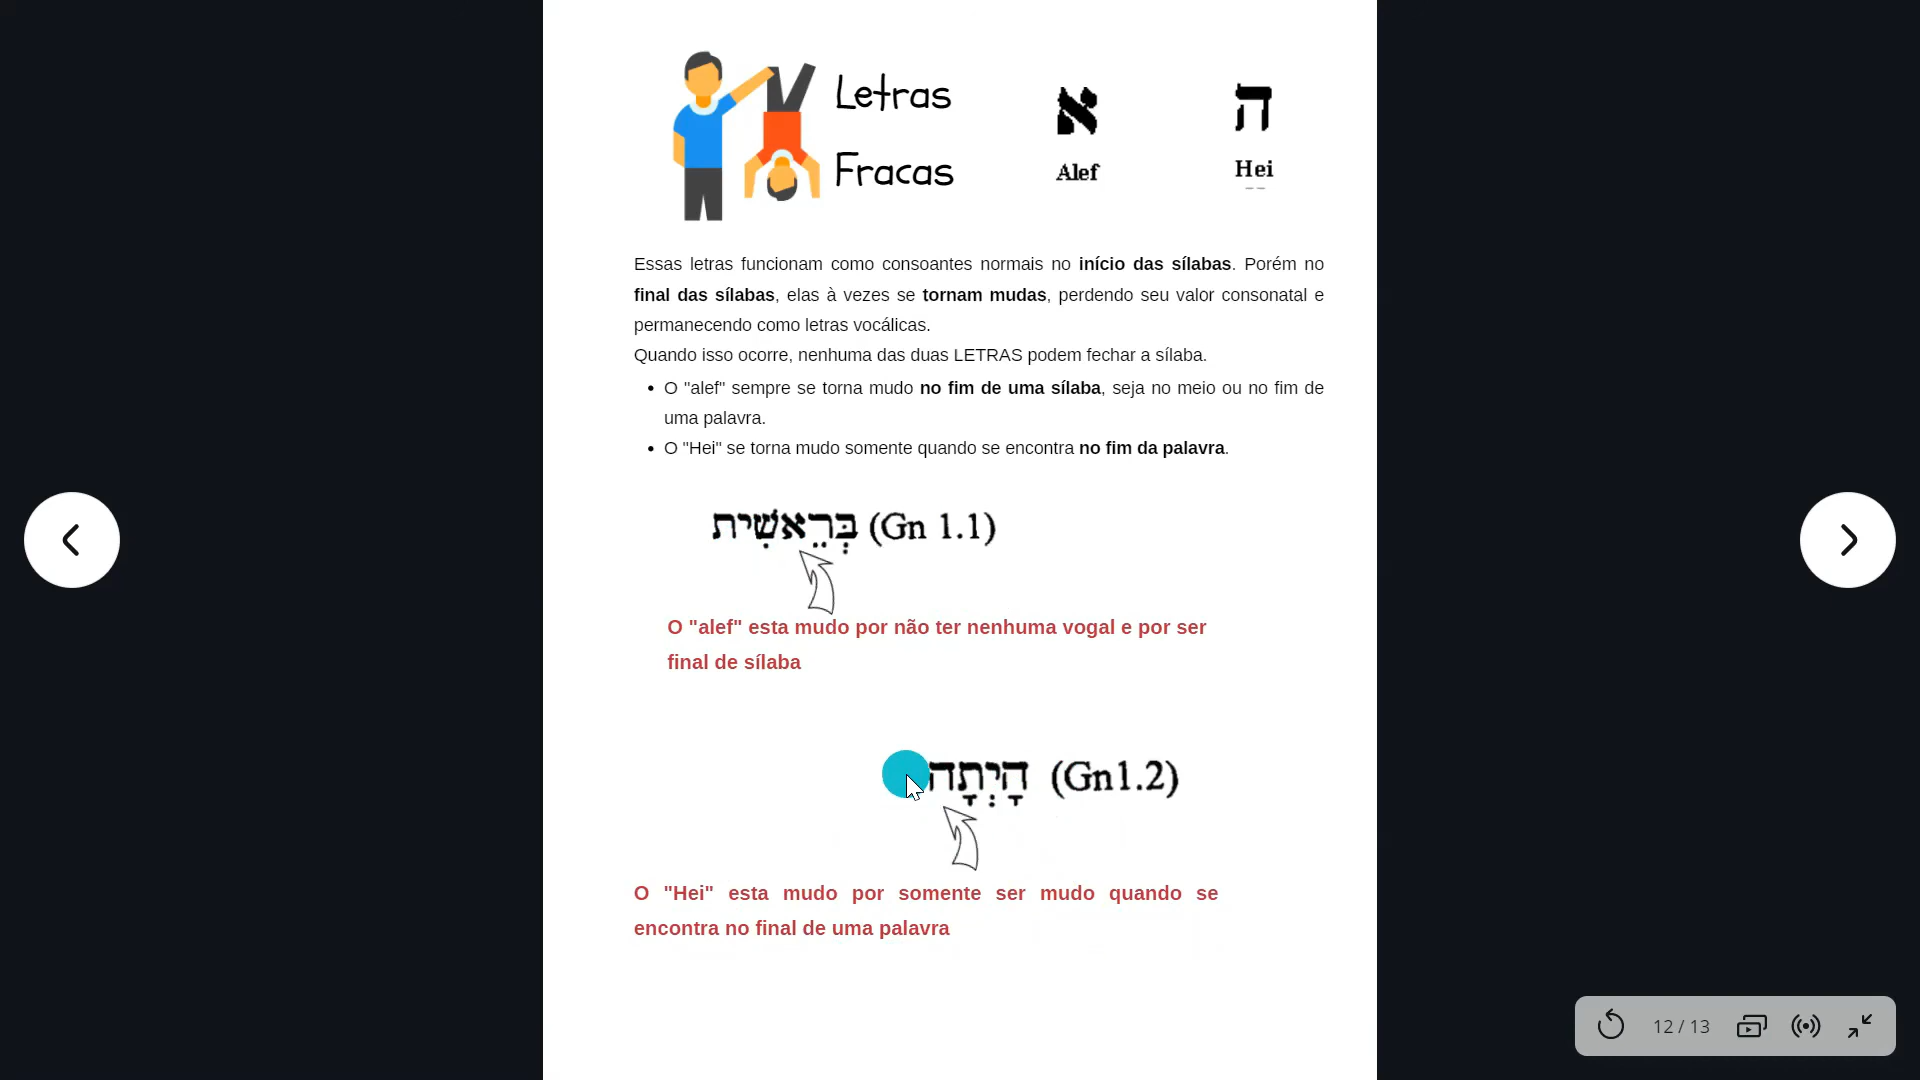 Letras
Fracas
א
Alef
ה
Hei
Essas letras funcionam como consoantes normais no início das sílabas. Porém no
final das sílabas, elas à vezes se tornam mudas, perdendo seu valor consonatal e
permanecendo como letras vocálicas.
Quando isso ocorre, nenhuma das duas LETRAS podem fechar a sílaba.
• O "alef" sempre se torna mudo no fim de uma sílaba, seja no meio ou no fim de
uma palavra.
• O "Hei" se torna mudo somente quando se encontra no fim da palavra.
בְּרֵאשִׁית (Gn 1.1)
O "alef" esta mudo por não ter nenhuma vogal e por ser
final de sílaba
הָיְתָה (Gn1.2)
O "Hei" esta mudo por somente ser mudo quando se
encontra no final de uma palavra
12 / 13